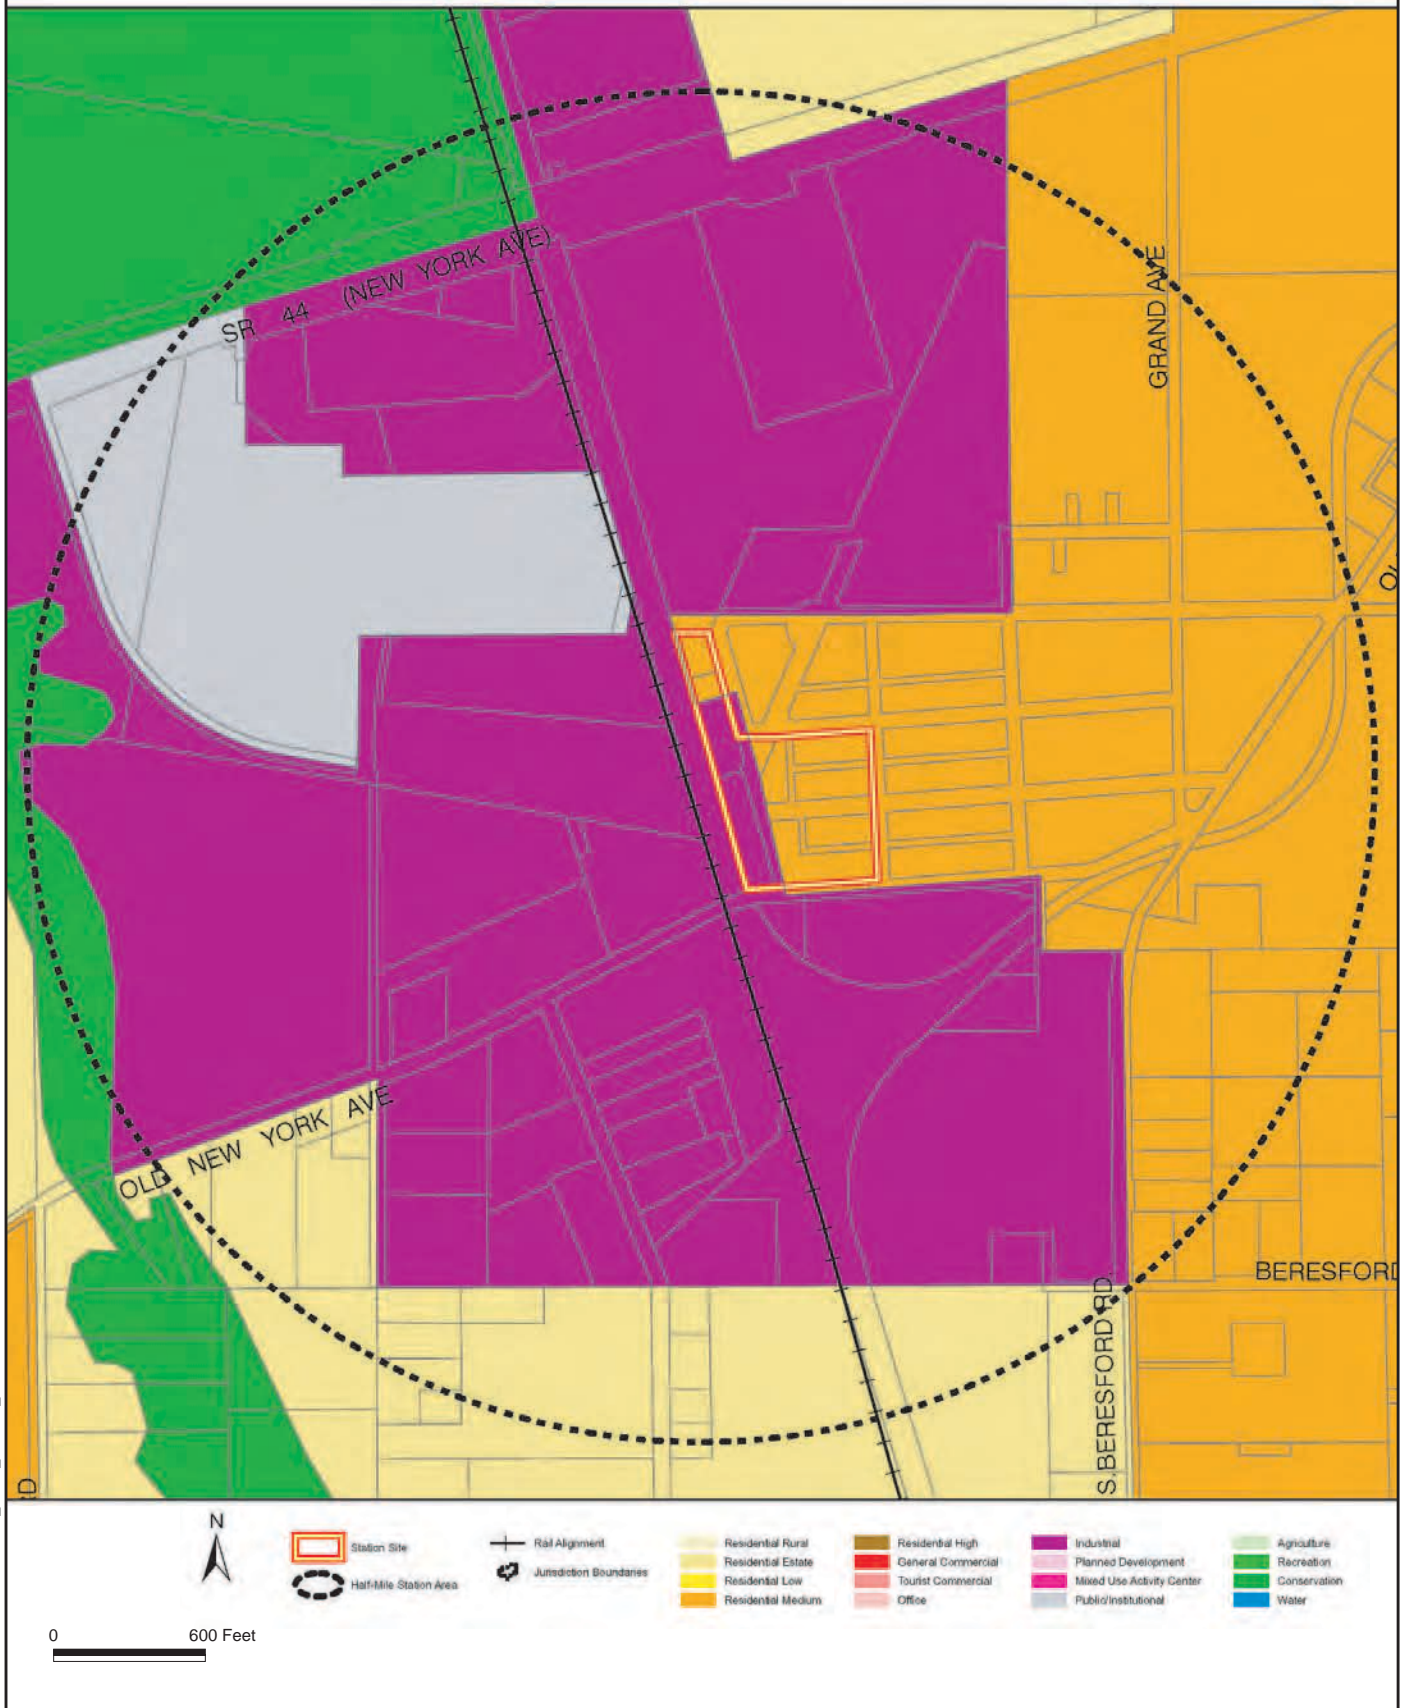 SR 44 (NEW YORK AVE)
GRAND AVE
OLD NEW YORK AVE
BERESFORD
S.BERESFORD RD.
RD
N
Station Site
Half-Mile Station Area
Rail Alignment
Jurisdiction Boundaries
Residential Rural
Residential Estate
Residential Low
Residential Medium
Residential High
General Commercial
Tourist Commercial
Office
Industrial
Planned Development
Mixed Use Activity Center
Public/Institutional
Agriculture
Recreation
Conservation
Water
0 600 Feet